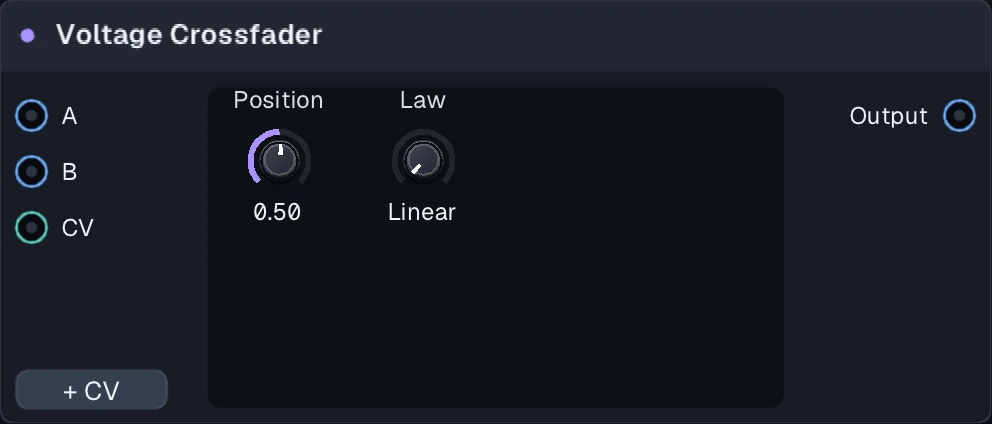 Voltage Crossfader
A
B
CV
+ CV
Position
Law
0.50
Linear
Output